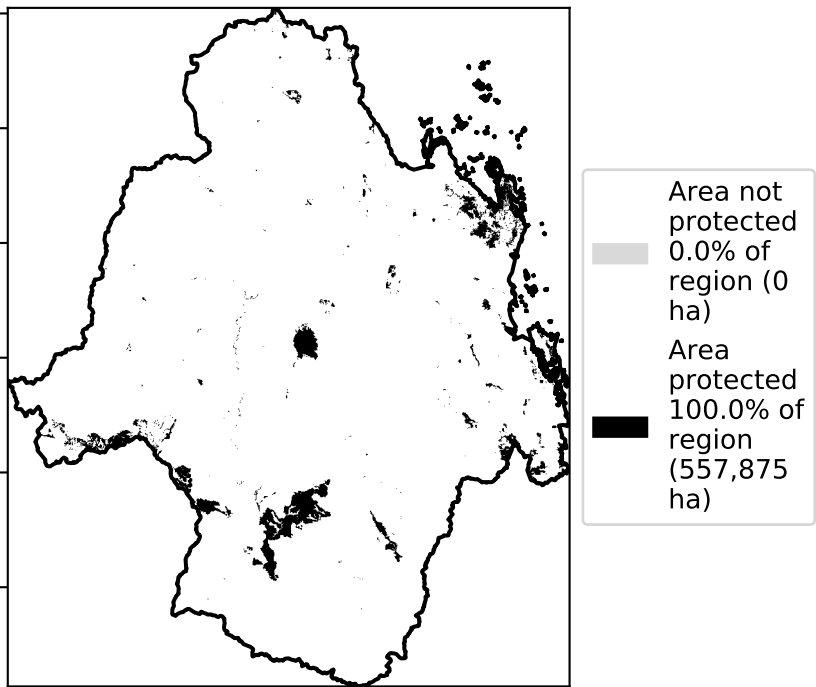 Area not
protected
0.0% of
region (0
ha)
Area
protected
100.0% of
region
(557,875
ha)